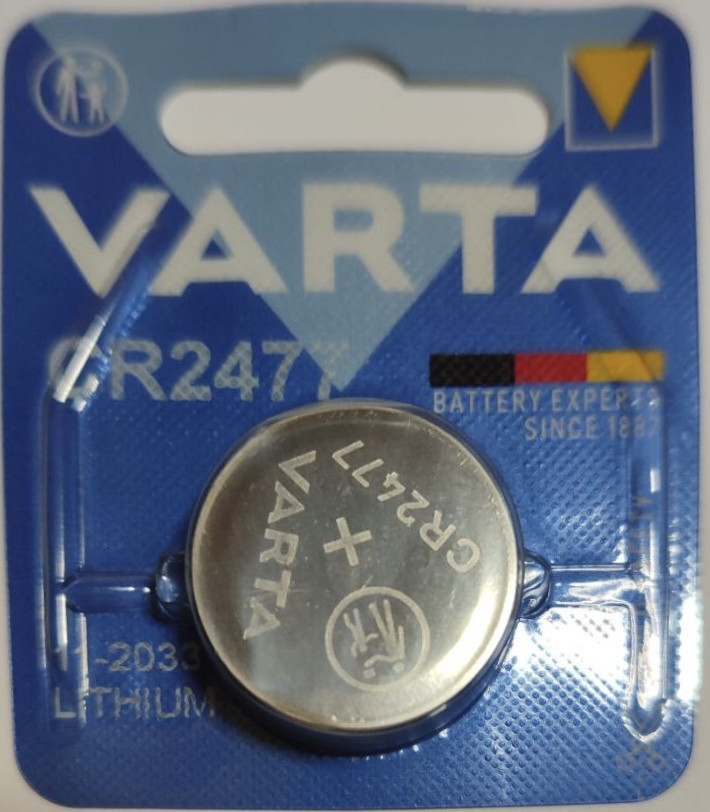 VARTA
CR2477
BATTERY EXPERTS
SINCE 1887
CR2477
VARTA
+
11-2033
LITHIUM